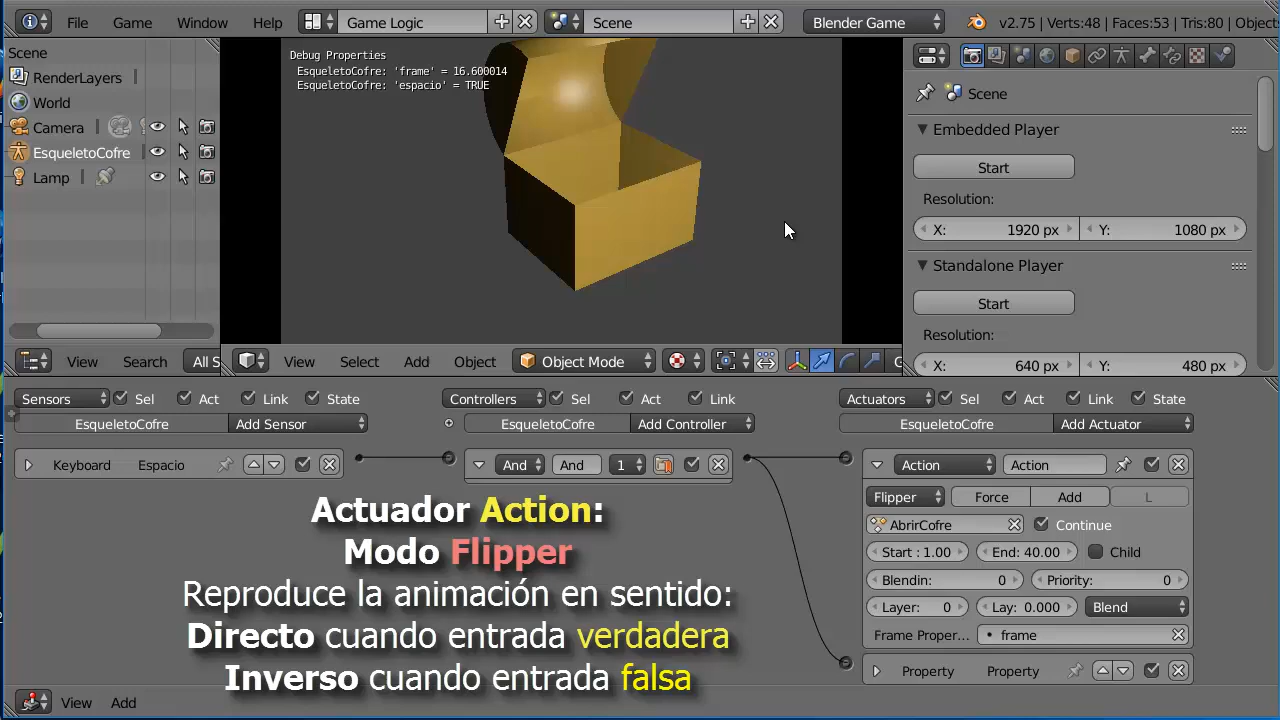 File Game Window Help Game Logic Scene Blender Game v2.75 | Verts:48 | Faces:53 | Tris:80 | Object
Scene
RenderLayers
World
Camera
EsqueletoCofre
Lamp
View Search All S
Debug Properties
EsqueletoCofre: 'frame' = 16.600014
EsqueletoCofre: 'espacio' = TRUE
View Select Add Object Object Mode
Scene
Embedded Player
Start
Resolution:
X: 1920 px Y: 1080 px
Standalone Player
Start
Resolution:
X: 640 px Y: 480 px
Sensors Sel Act Link State
EsqueletoCofre Add Sensor
Keyboard Espacio
Controllers Sel Act Link
EsqueletoCofre Add Controller
And And 1
Actuators Sel Act Link State
EsqueletoCofre Add Actuator
Action Action
Flipper Force Add L
AbrirCofre Continue
Start : 1.00 End: 40.00 Child
Blendin: 0 Priority: 0
Layer: 0 Lay: 0.000 Blend
Frame Proper... frame
Property Property
Actuador Action:
Modo Flipper
Reproduce la animación en sentido:
Directo cuando entrada verdadera
Inverso cuando entrada falsa
View Add